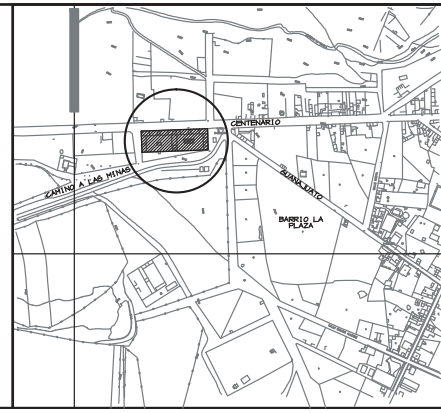 CENTENARIO
CAMINO A LAS MINAS
GUANAJUATO
BARRIO LA
PLAZA